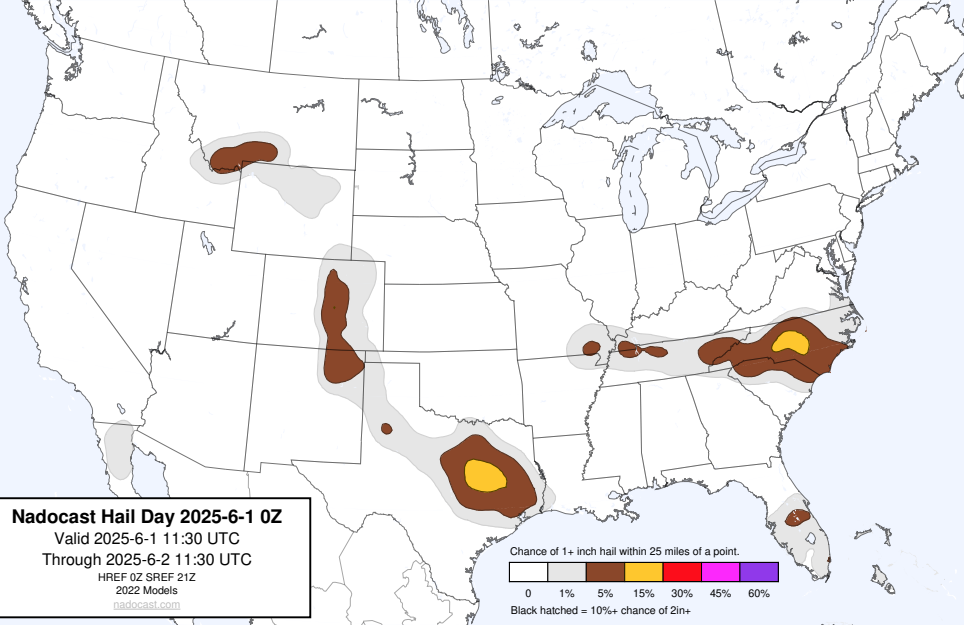 Nadocast Hail Day 2025-6-1 0Z
Valid 2025-6-1 11:30 UTC
Through 2025-6-2 11:30 UTC
HREF 0Z SREF 21Z
2022 Models
nadocast.com
Chance of 1+ inch hail within 25 miles of a point.
0 1% 5% 15% 30% 45% 60%
Black hatched = 10%+ chance of 2in+